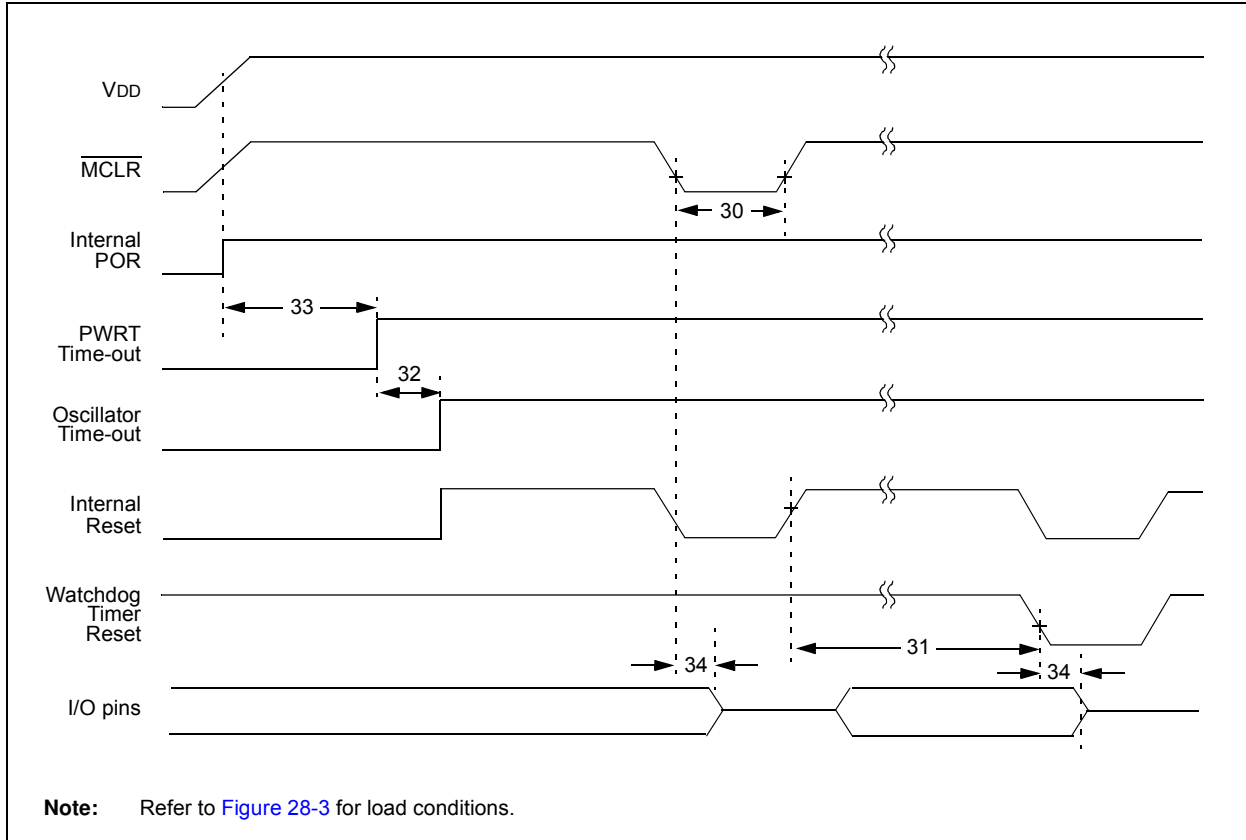 VDD
MCLR
30
Internal
POR
33
PWRT
Time-out
32
Oscillator
Time-out
Internal
Reset
Watchdog
Timer
Reset
31
34
34
I/O pins
Note: Refer to Figure 28-3 for load conditions.